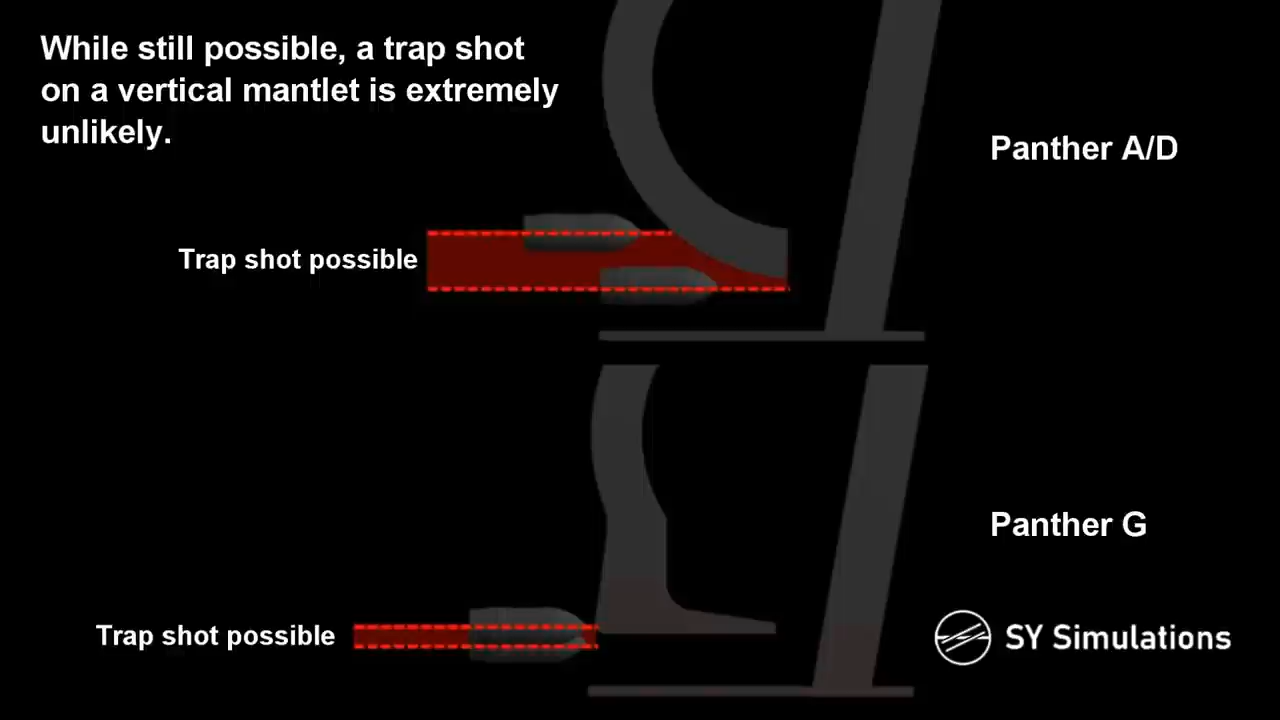 While still possible, a trap shot
on a vertical mantlet is extremely
unlikely.
Panther A/D
Trap shot possible
Panther G
Trap shot possible
SY Simulations